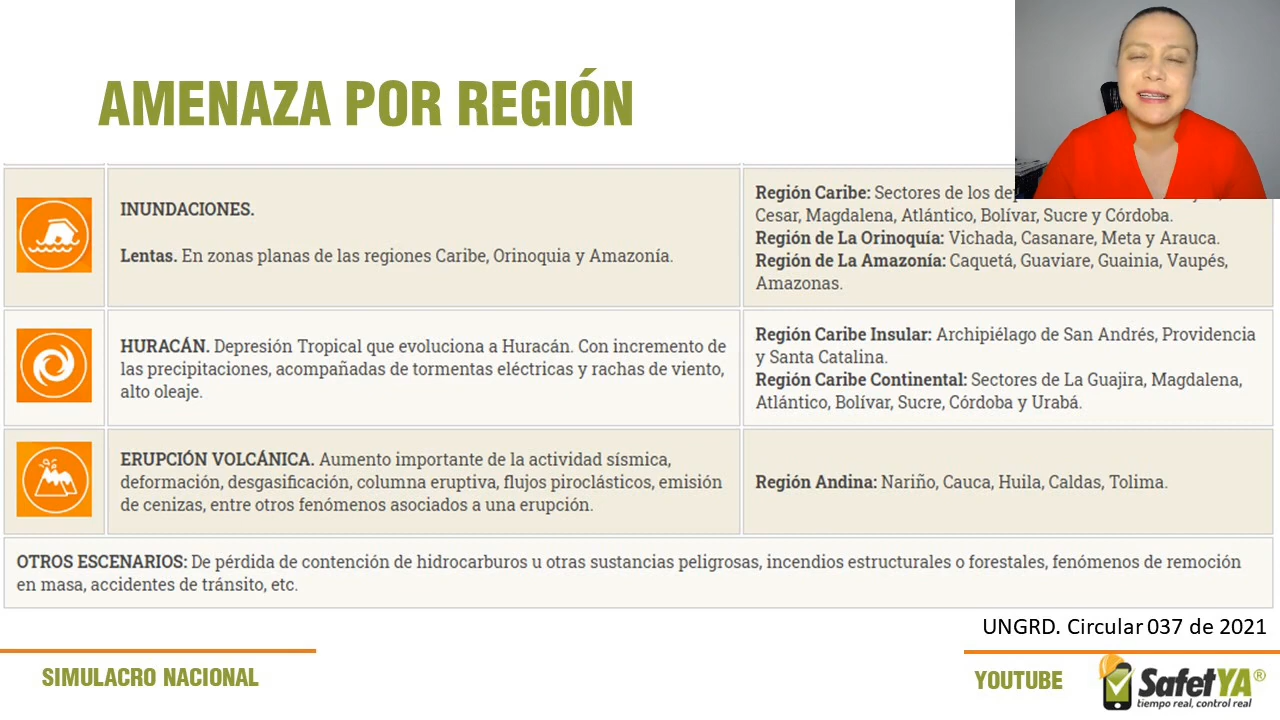 AMENAZA POR REGIÓN
INUNDACIONES.
Lentas. En zonas planas de las regiones Caribe, Orinoquia y Amazonía.
Región Caribe: Sectores de los
Cesar, Magdalena, Atlántico, Bolívar, Sucre y Córdoba.
Región de La Orinoquía: Vichada, Casanare, Meta y Arauca.
Región de La Amazonía: Caquetá, Guaviare, Guainia, Vaupés,
Amazonas.
HURACÁN. Depresión Tropical que evoluciona a Huracán. Con incremento de
las precipitaciones, acompañadas de tormentas eléctricas y rachas de viento,
alto oleaje.
Región Caribe Insular: Archipiélago de San Andrés, Providencia
y Santa Catalina.
Región Caribe Continental: Sectores de La Guajira, Magdalena,
Atlántico, Bolívar, Sucre, Córdoba y Urabá.
ERUPCIÓN VOLCÁNICA. Aumento importante de la actividad sísmica,
deformación, desgasificación, columna eruptiva, flujos piroclásticos, emisión
de cenizas, entre otros fenómenos asociados a una erupción.
Región Andina: Nariño, Cauca, Huila, Caldas, Tolima.
OTROS ESCENARIOS: De pérdida de contención de hidrocarburos u otras sustancias peligrosas, incendios estructurales o forestales, fenómenos de remoción
en masa, accidentes de tránsito, etc.
UNGRD. Circular 037 de 2021
SIMULACRO NACIONAL
YOUTUBE
SafetYA®
tiempo real, control real